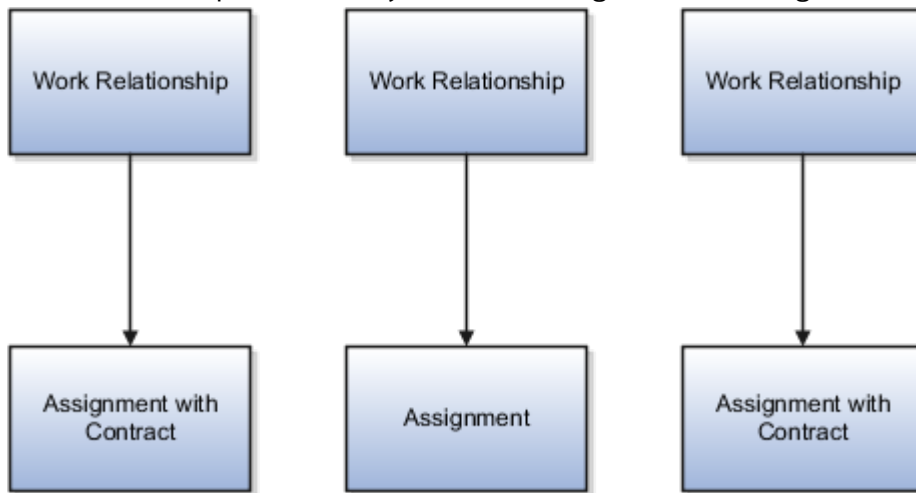 Work Relationship
Work Relationship
Work Relationship
Assignment with
Contract
Assignment
Assignment with
Contract